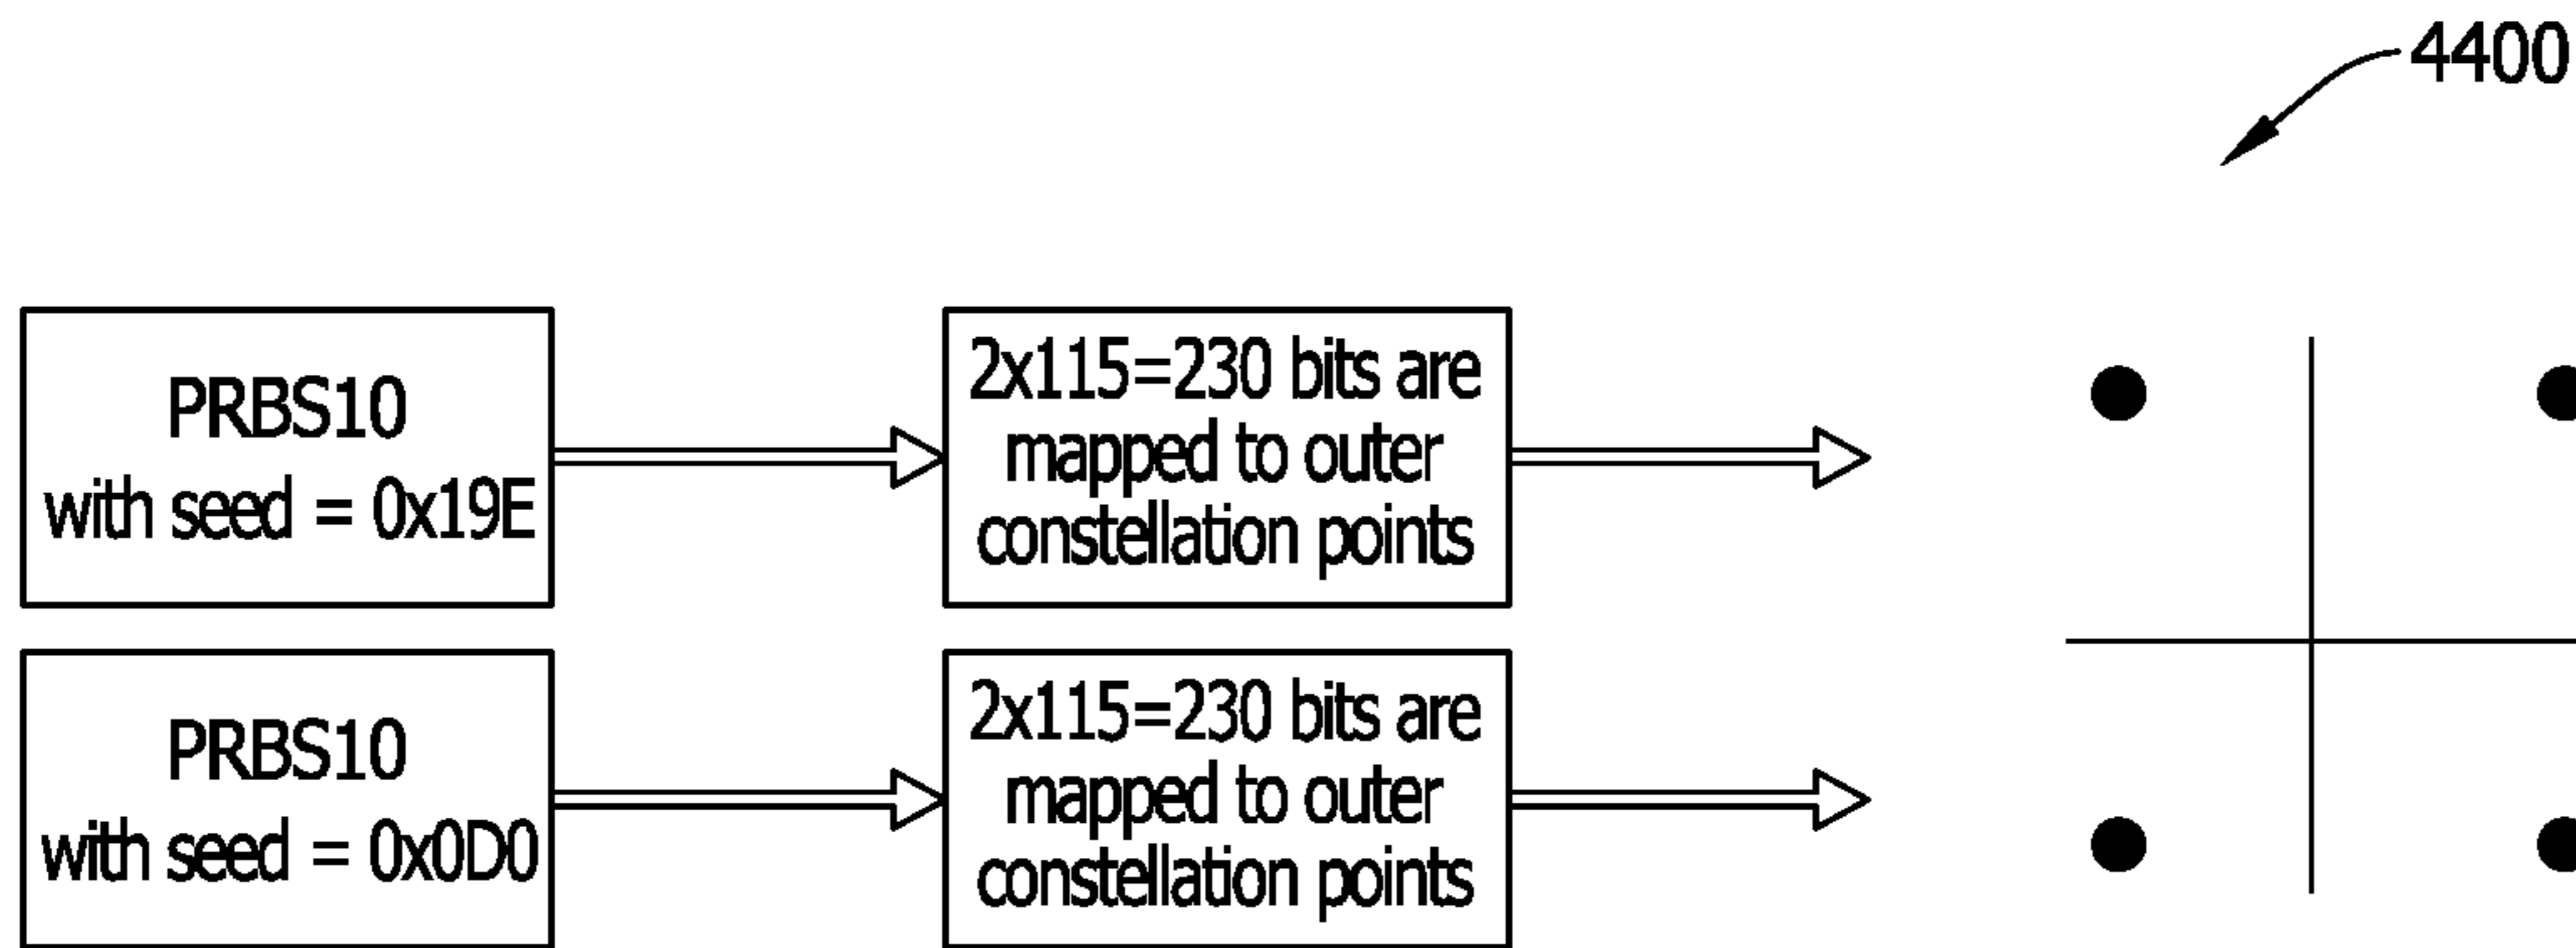 4400
PRBS10
with seed = 0x19E
2x115=230 bits are
mapped to outer
constellation points
PRBS10
with seed = 0x0D0
2x115=230 bits are
mapped to outer
constellation points